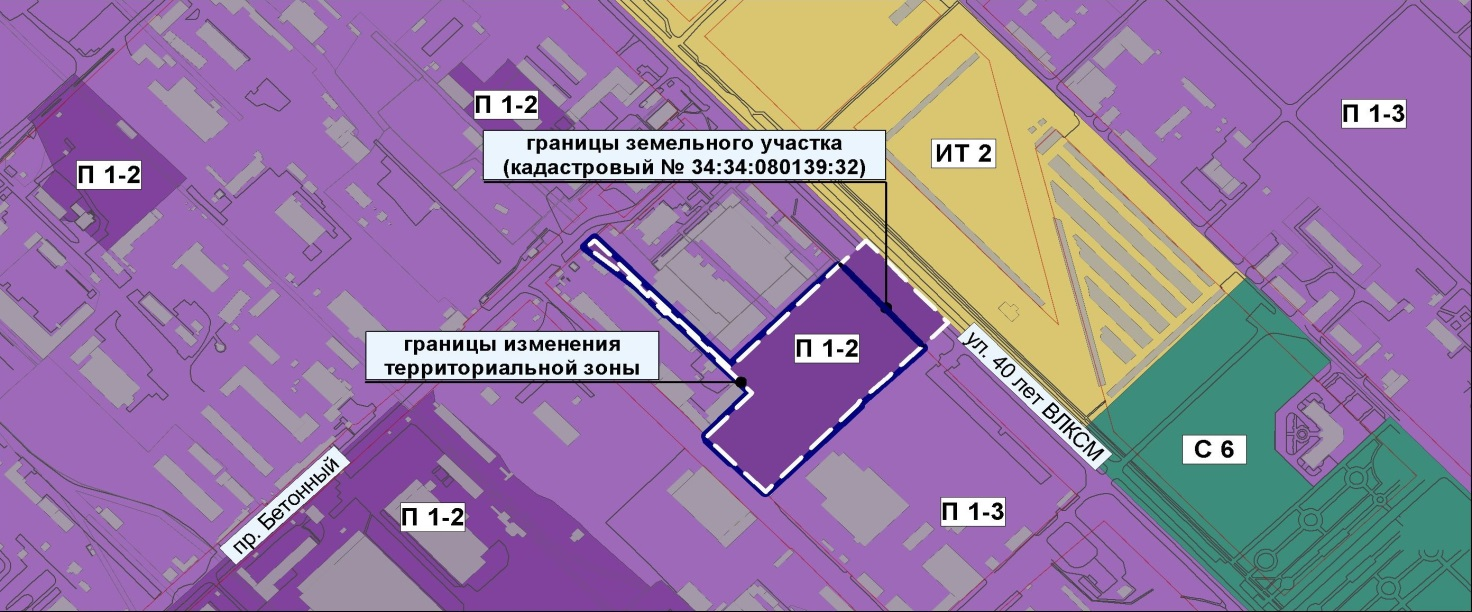 П 1-2
П 1-3
границы земельного участка
(кадастровый № 34:34:080139:32)
ИТ 2
П 1-2
границы изменения
территориальной зоны
П 1-2
ул. 40 лет ВЛКСМ
С 6
пр. Бетонный
П 1-2
П 1-3